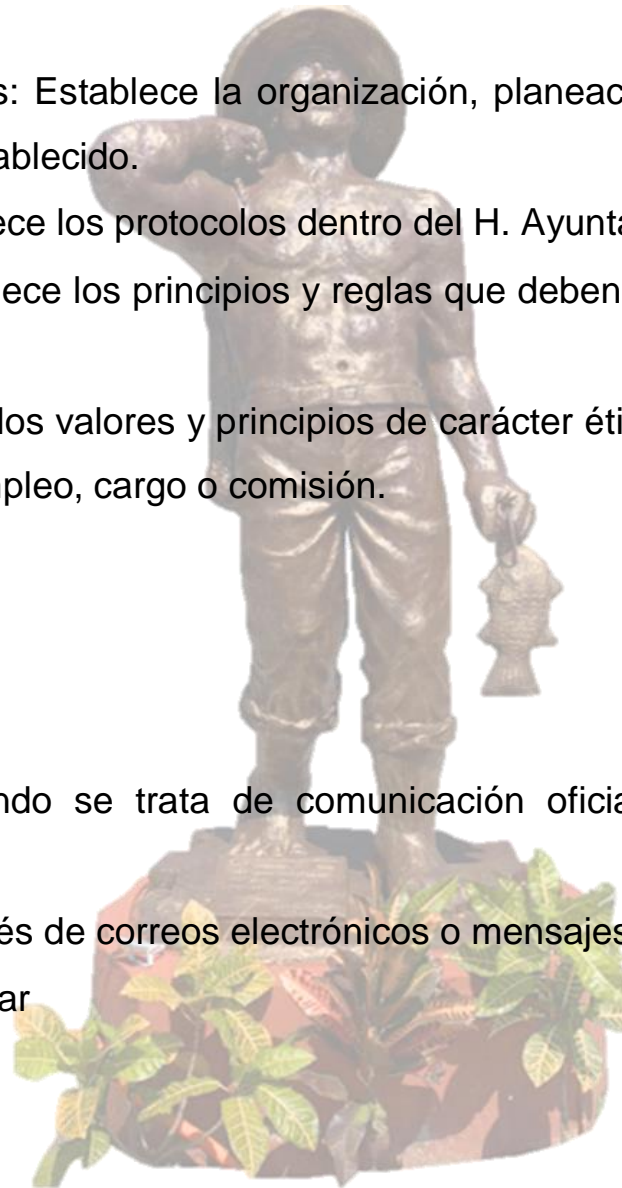 s: Establece la organización, planeac
ablecido.
ece los protocolos dentro del H. Ayunta
lece los principios y reglas que deben
los valores y principios de carácter éti
pleo, cargo o comisión.
ndo se trata de comunicación oficia
és de correos electrónicos o mensajes
ar